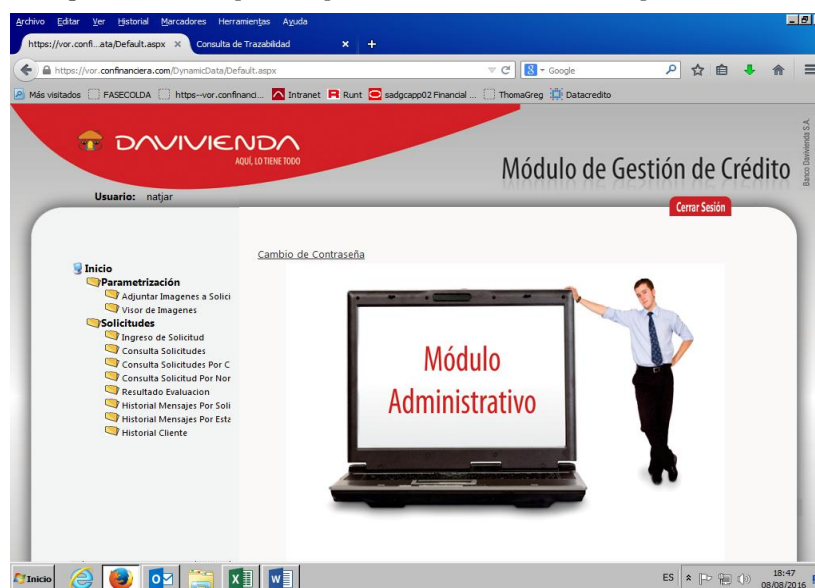 Archivo Editar Ver Historial Marcadores Herramientas Ayuda
https://vor.confi...ata/Default.aspx × Consulta de Trazabilidad × +
https://vor.confinanciera.com/DynamicData/Default.aspx Google
Más visitados FASECOLDA https--vor.confinanci... Intranet Runt sadgcapp02 Financial ... ThomaGreg Datacredito
DAVIVIENDA
AQUÍ, LO TIENE TODO
Módulo de Gestión de Crédito
Banco Davivienda S.A.
Usuario: natjar
Cerrar Sesión
Cambio de Contraseña
Inicio
Parametrización
Adjuntar Imagenes a Solici
Visor de Imagenes
Solicitudes
Ingreso de Solicitud
Consulta Solicitudes
Consulta Solicitudes Por C
Consulta Solicitud Por Nor
Resultado Evaluacion
Historial Mensajes Por Soli
Historial Mensajes Por Esta
Historial Cliente
Módulo
Administrativo
Inicio
ES
18:47
08/08/2016